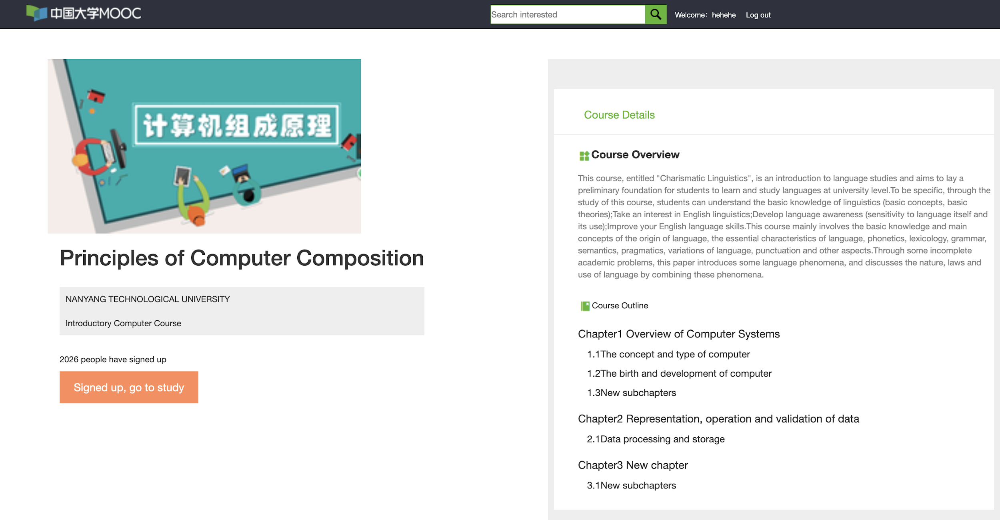 中国大学MOOC
Search interested
Welcome：hehehe
Log out
计算机组成原理
Principles of Computer Composition
NANYANG TECHNOLOGICAL UNIVERSITY
Introductory Computer Course
2026 people have signed up
Signed up, go to study
Course Details
Course Overview
This course, entitled "Charismatic Linguistics", is an introduction to language studies and aims to lay a
preliminary foundation for students to learn and study languages at university level.To be specific, through the
study of this course, students can understand the basic knowledge of linguistics (basic concepts, basic
theories);Take an interest in English linguistics;Develop language awareness (sensitivity to language itself and
its use);Improve your English language skills.This course mainly involves the basic knowledge and main
concepts of the origin of language, the essential characteristics of language, phonetics, lexicology, grammar,
semantics, pragmatics, variations of language, punctuation and other aspects.Through some incomplete
academic problems, this paper introduces some language phenomena, and discusses the nature, laws and
use of language by combining these phenomena.
Course Outline
Chapter1 Overview of Computer Systems
1.1The concept and type of computer
1.2The birth and development of computer
1.3New subchapters
Chapter2 Representation, operation and validation of data
2.1Data processing and storage
Chapter3 New chapter
3.1New subchapters